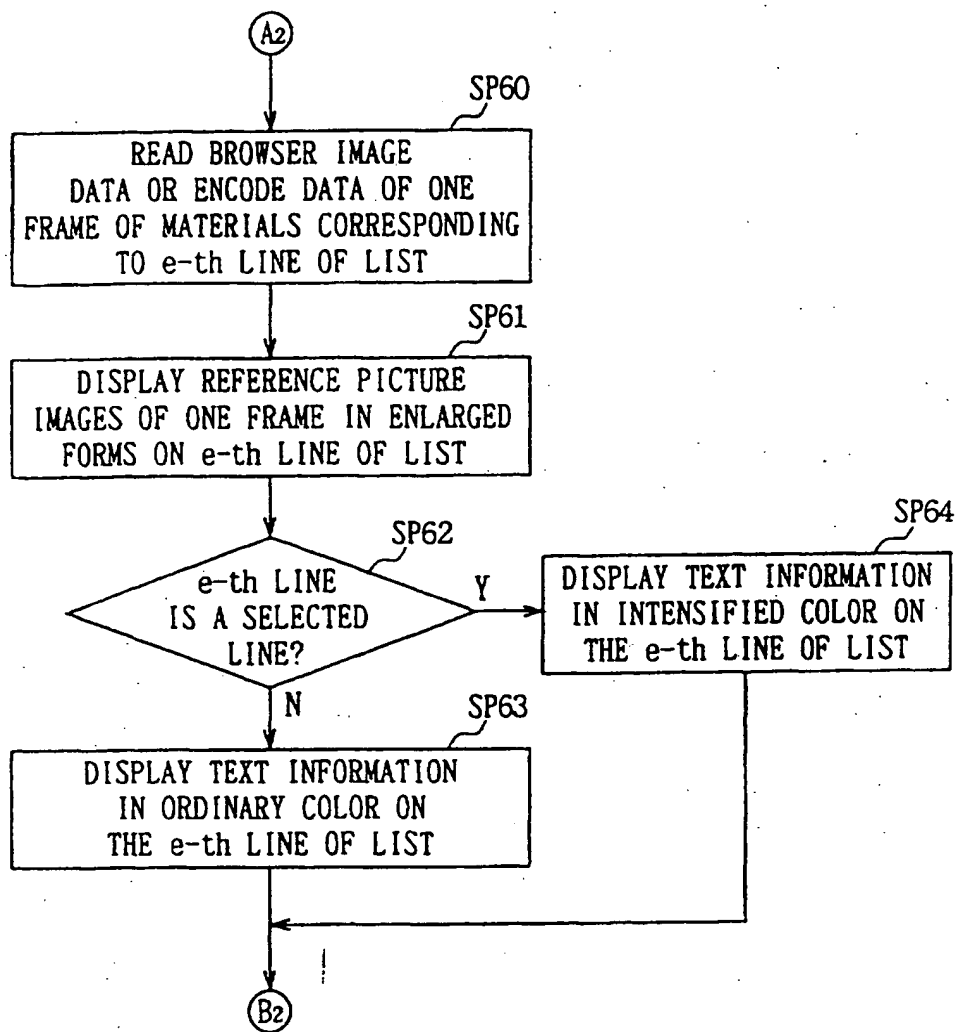 A2
SP60
READ BROWSER IMAGE
DATA OR ENCODE DATA OF ONE
FRAME OF MATERIALS CORRESPONDING
TO e-th LINE OF LIST
SP61
DISPLAY REFERENCE PICTURE
IMAGES OF ONE FRAME IN ENLARGED
FORMS ON e-th LINE OF LIST
SP62
e-th LINE
IS A SELECTED
LINE?
Y
SP64
DISPLAY TEXT INFORMATION
IN INTENSIFIED COLOR ON
THE e-th LINE OF LIST
N
SP63
DISPLAY TEXT INFORMATION
IN ORDINARY COLOR ON
THE e-th LINE OF LIST
B2